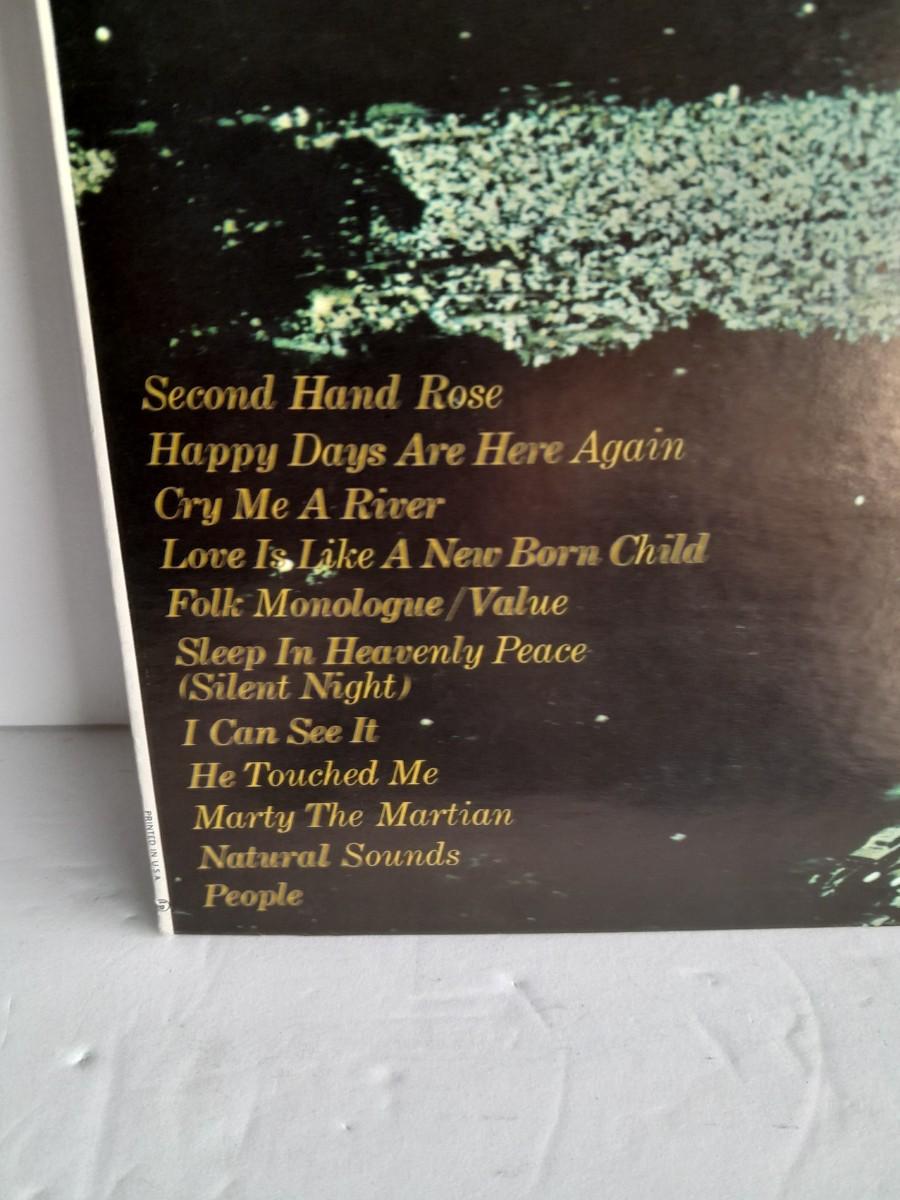 Second Hand Rose
Happy Days Are Here Again
Cry Me A River
Love Is Like A New Born Child
Folk Monologue/Value
Sleep In Heavenly Peace
(Silent Night)
I Can See It
He Touched Me
Marty The Martian
Natural Sounds
People
PRINTED IN U.S.A.